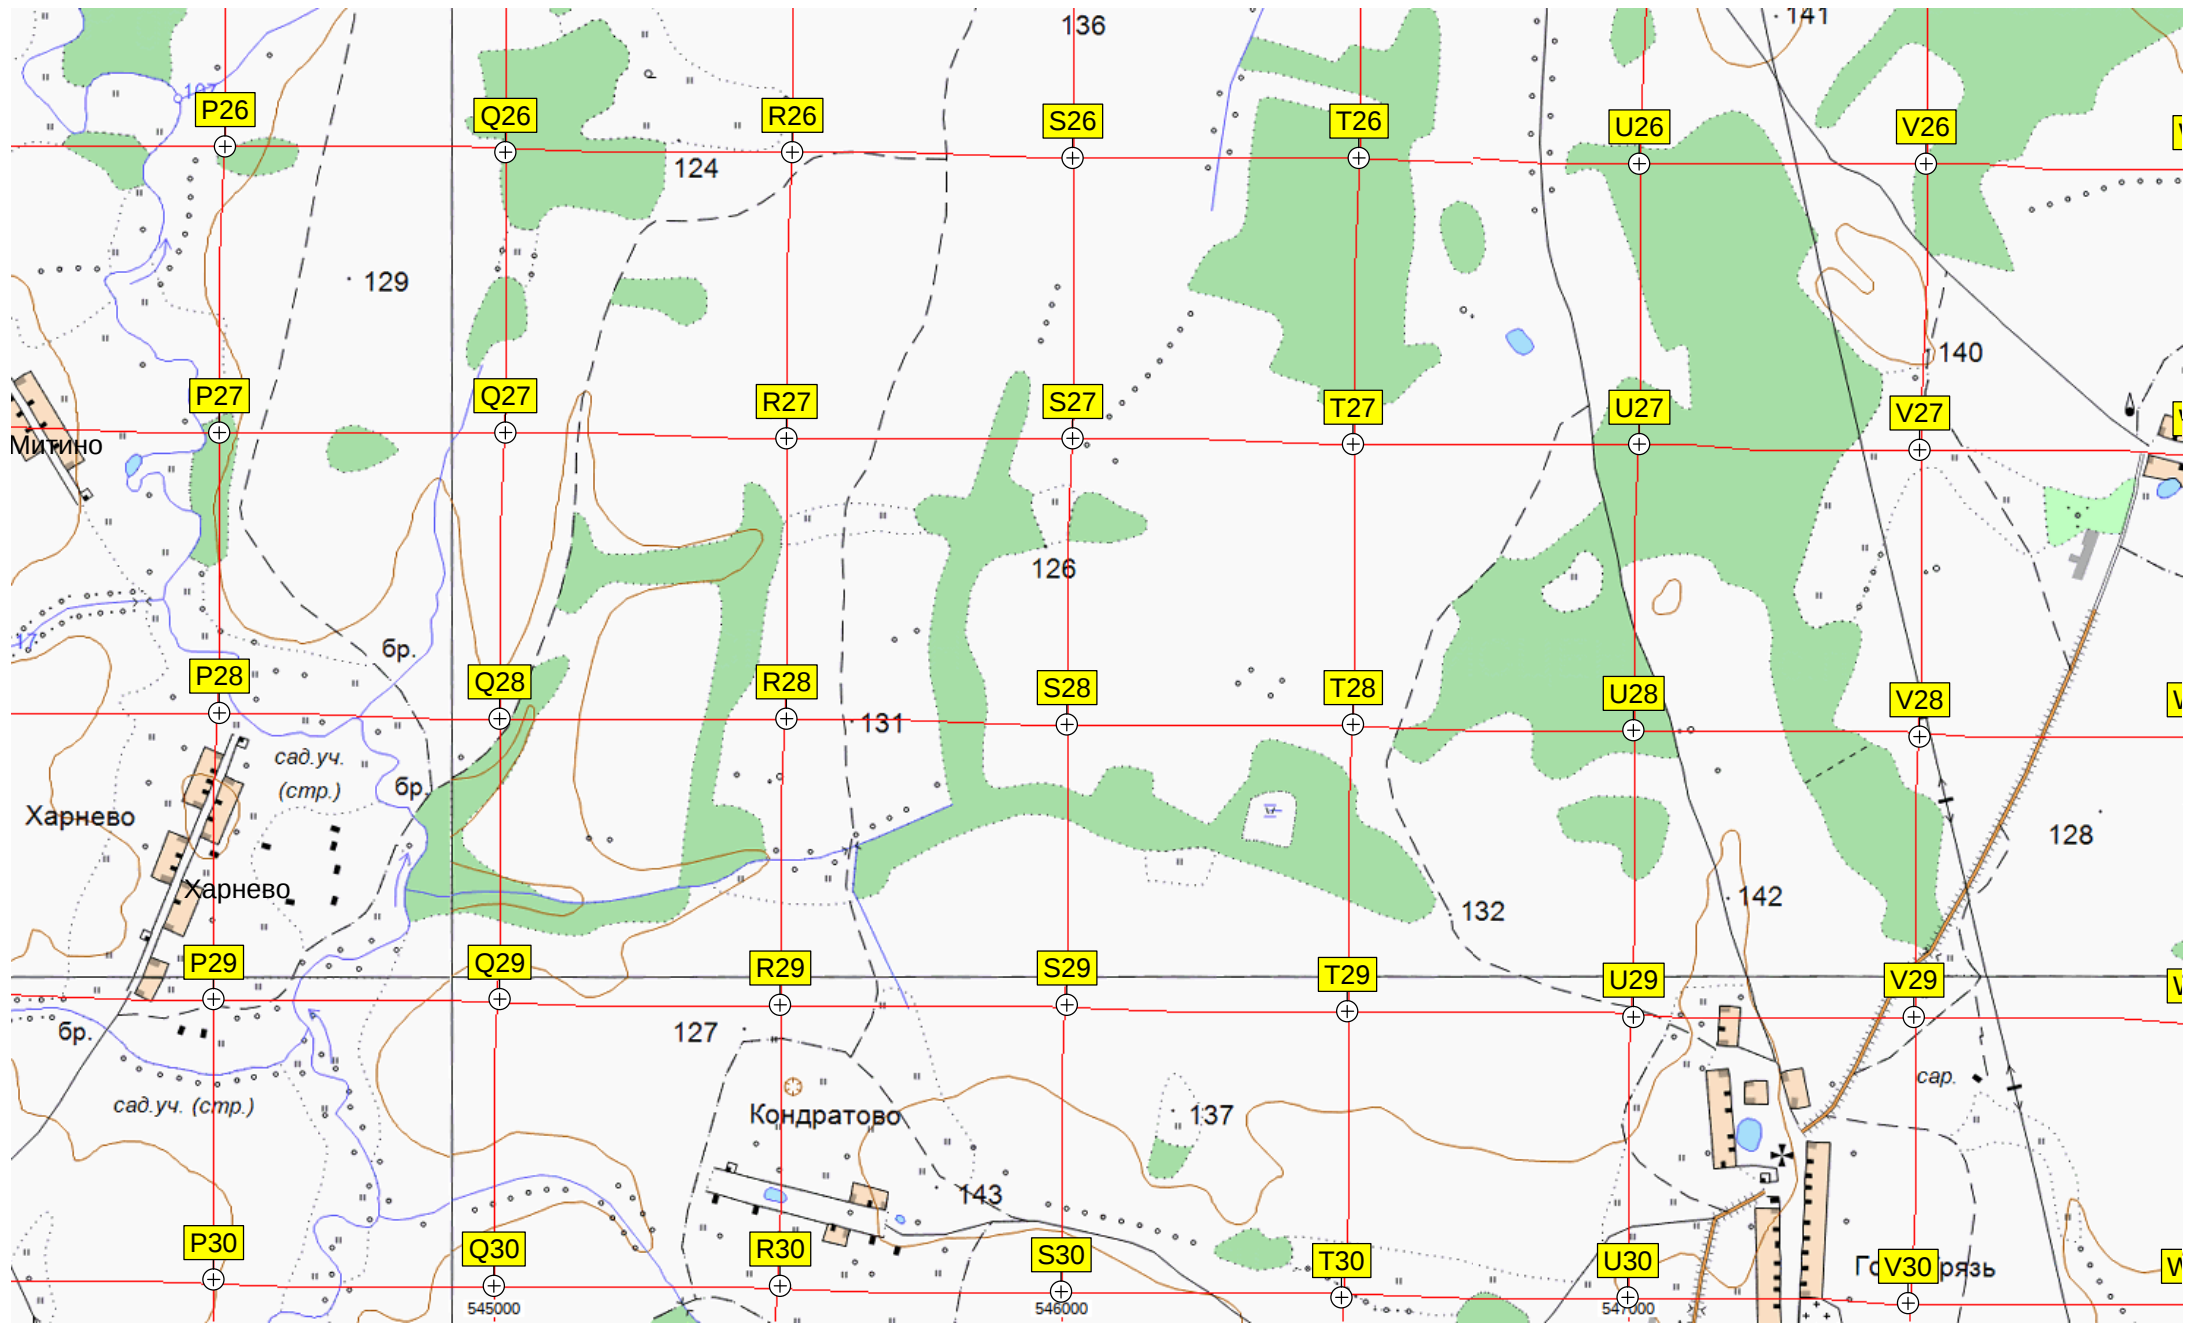 136
141
107
P26
Q26
R26
S26
T26
U26
V26
124
129
140
P27
Q27
R27
S27
T27
U27
V27
Митино
126
17
бр.
P28
Q28
R28
S28
T28
U28
V28
131
сад.уч.
(стр.)
бр.
Харнево
128
Харнево
132
142
P29
Q29
R29
S29
T29
U29
V29
бр.
127
сар.
сад.уч. (стр.)
Кондратово
137
143
P30
Q30
R30
S30
T30
U30
V30
545000
546000
547000